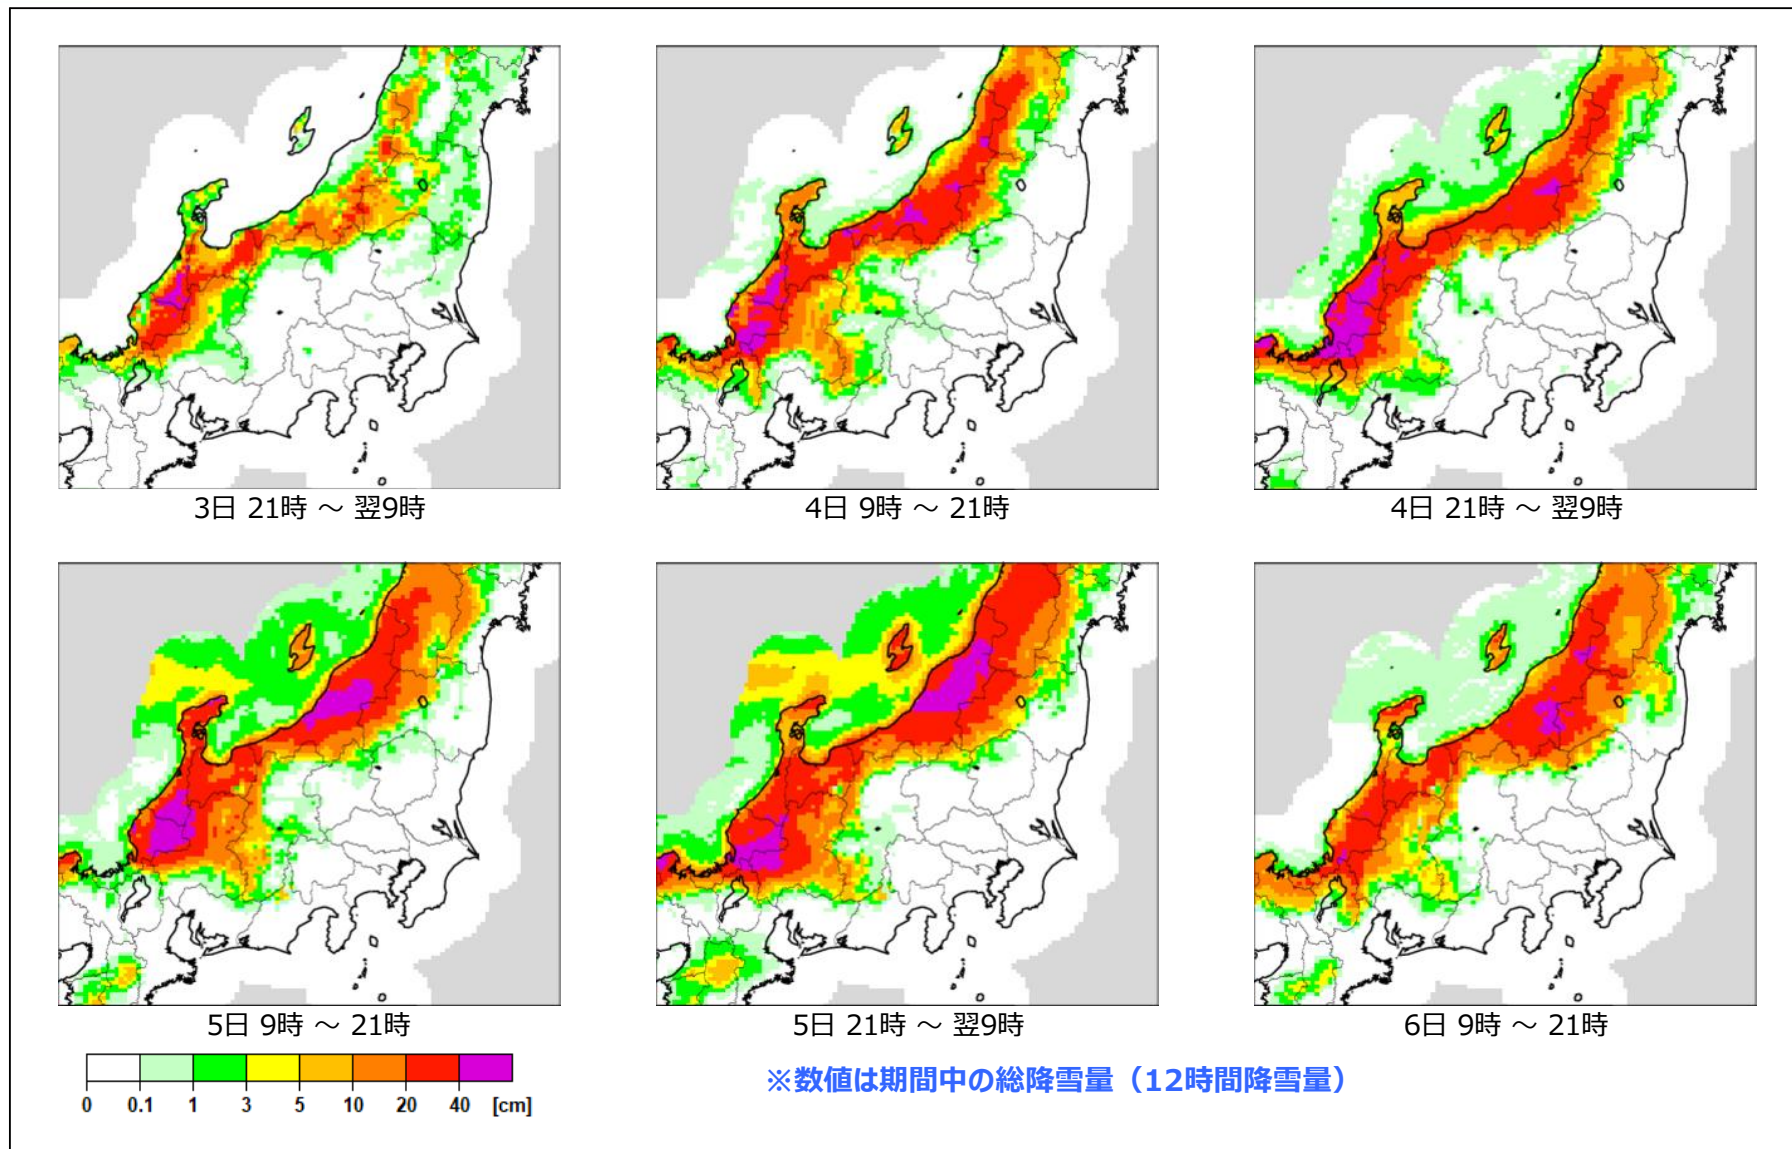 3日 21時 ～ 翌9時
4日 9時 ～ 21時
4日 21時 ～ 翌9時
5日 9時 ～ 21時
5日 21時 ～ 翌9時
6日 9時 ～ 21時
0 0.1 1 3 5 10 20 40 [cm]
※数値は期間中の総降雪量（12時間降雪量）